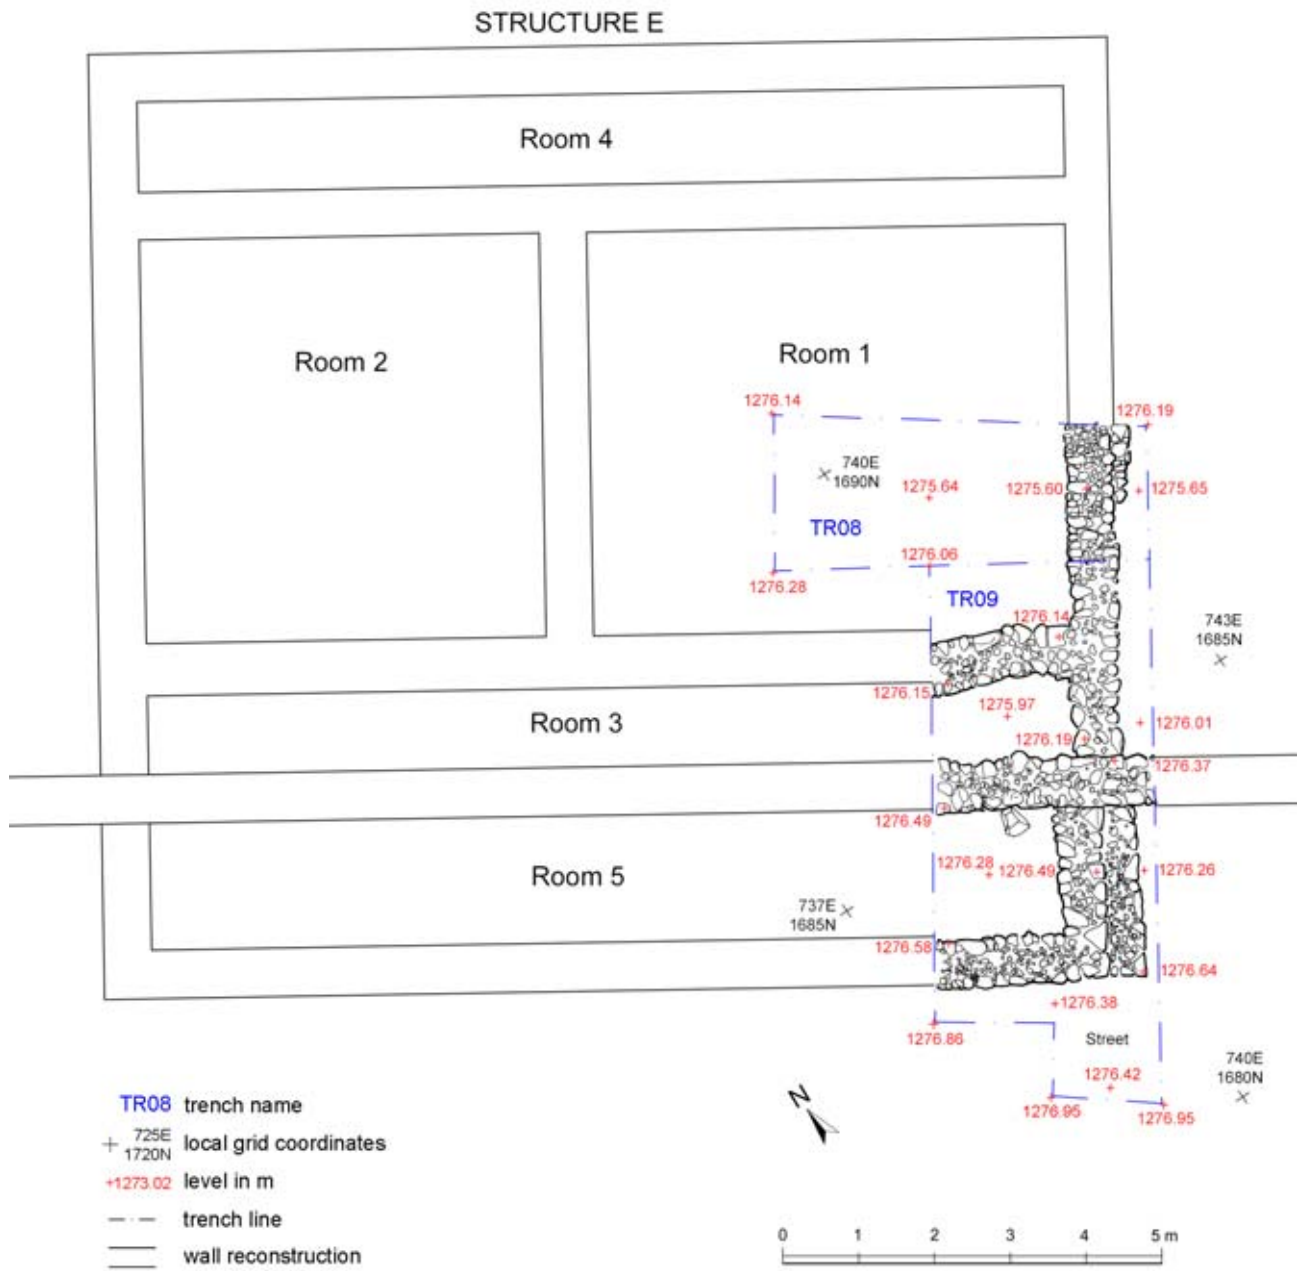 STRUCTURE E
Room 4
Room 2
Room 1
1276.14
1276.19
740E
1690N
1275.64
1275.60
1275.65
TR08
1276.06
1276.28
TR09
1276.14
743E
1685N
1276.15
1275.97
Room 3
1276.19
1276.01
1276.37
1276.49
1276.28
1276.49
1276.26
Room 5
737E
1685N
1276.58
1276.64
1276.38
1276.86
Street
1276.42
740E
1680N
1276.95
1276.95
N
TR08 trench name
725E
1720N
local grid coordinates
+1273.02 level in m
trench line
wall reconstruction
0 1 2 3 4 5 m